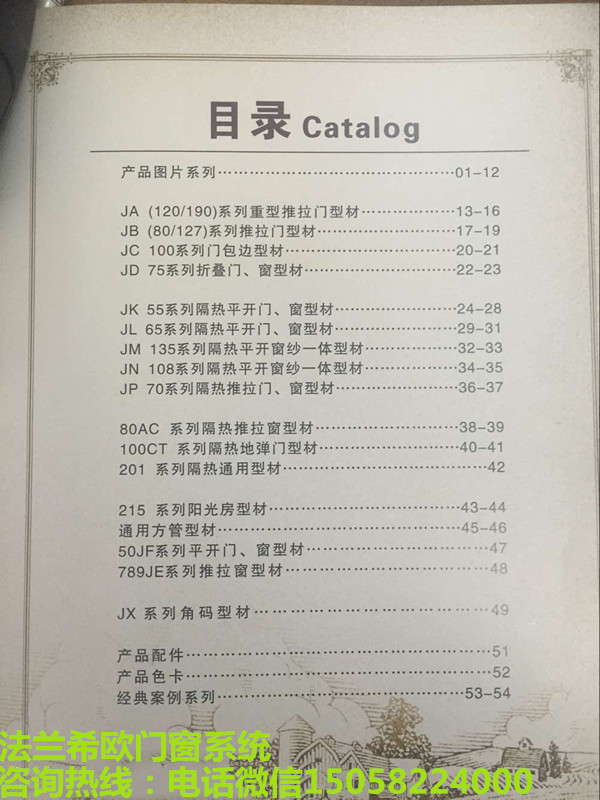 目录 Catalog
产品图片系列……………………………………01-12
JA (120/190)系列重型推拉门型材………………13-16
JB (80/127)系列推拉门型材……………………17-19
JC 100系列门包边型材…………………………20-21
JD 75系列折叠门、窗型材………………………22-23
JK 55系列隔热平开门、窗型材…………………24-28
JL 65系列隔热平开门、窗型材…………………29-31
JM 135系列隔热平开窗纱一体型材……………32-33
JN 108系列隔热平开窗纱一体型材……………34-35
JP 70系列隔热推拉门、窗型材…………………36-37
80AC 系列隔热推拉窗型材……………………38-39
100CT 系列隔热地弹门型材……………………40-41
201 系列隔热通用型材……………………………42
215 系列阳光房型材……………………………43-44
通用方管型材……………………………………45-46
50JF系列平开门、窗型材…………………………47
789JE系列推拉窗型材……………………………48
JX 系列角码型材…………………………………49
产品配件……………………………………………51
产品色卡……………………………………………52
经典案例系列……………………………………53-54
法兰希欧门窗系统
咨询热线：电话微信15058224000